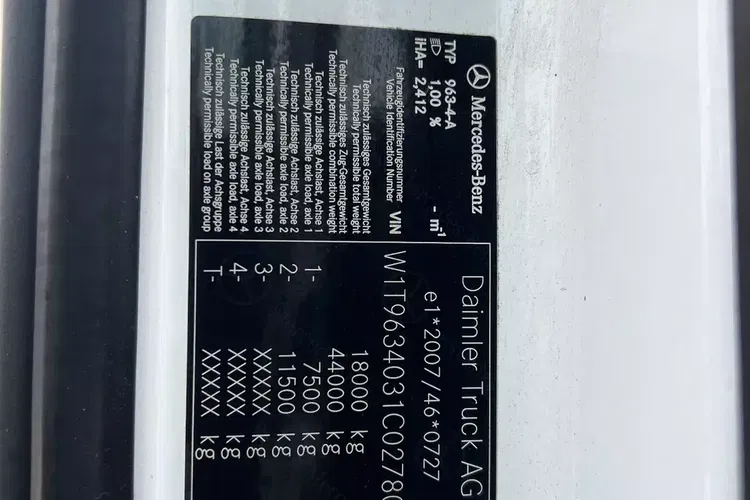 Mercedes-Benz
TYP 963-4-A
1,00 % - m⁻¹
iHA= 2,412
Daimler Truck AG
e1*2007/46*0727
Fahrzeugidentifizierungsnummer
Vehicle Identification Number VIN
W1T9634031C0278
Technisch zulässiges Gesamtgewicht
Technically permissible total weight
18000 kg
Technisch zulässiges Zug-Gesamtgewicht
Technically permissible combination weight
44000 kg
Technisch zulässige Achslast, Achse 1
Technically permissible axle load, axle 1
1- 7500 kg
Technisch zulässige Achslast, Achse 2
Technically permissible axle load, axle 2
2- 11500 kg
Technisch zulässige Achslast, Achse 3
Technically permissible axle load, axle 3
3- XXXXX kg
Technisch zulässige Achslast, Achse 4
Technically permissible axle load, axle 4
4- XXXXX kg
Technisch zulässige Last der Achsgruppe
Technically permissible load on axle group
T- XXXXX kg